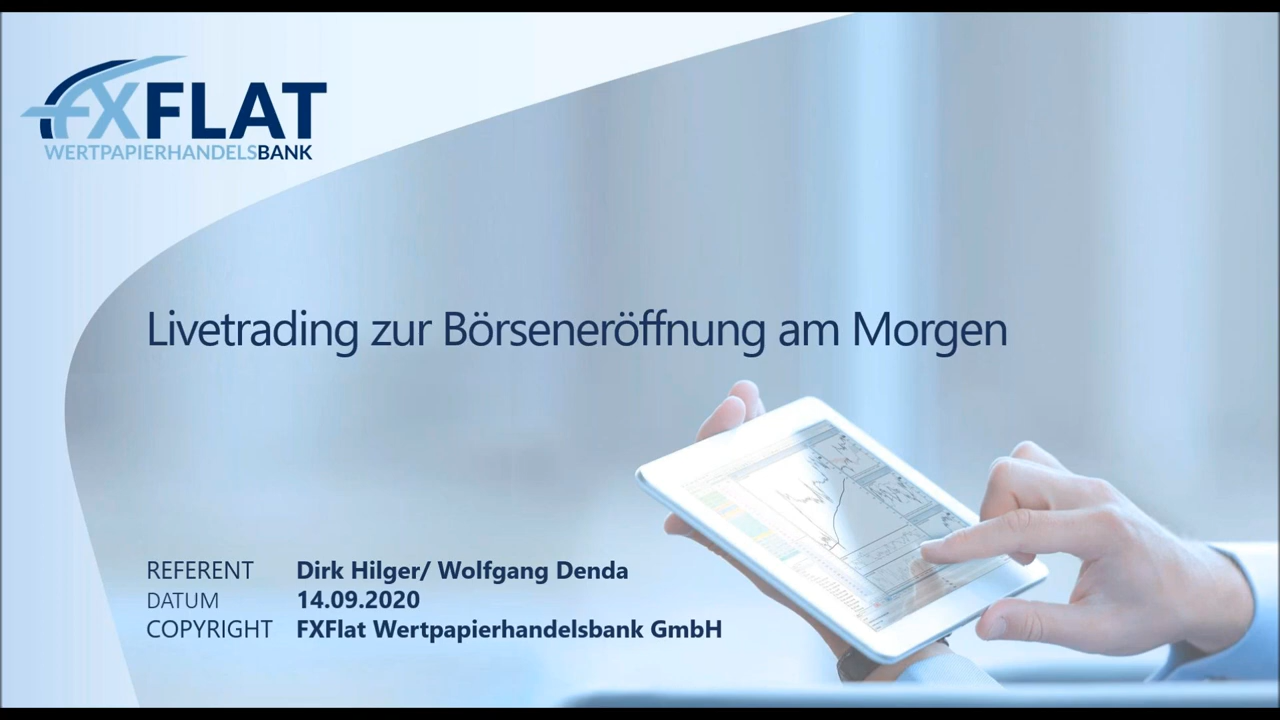 FXFLAT
WERTPAPIERHANDELSBANK
Livetrading zur Börseneröffnung am Morgen
REFERENT Dirk Hilger/ Wolfgang Denda
DATUM 14.09.2020
COPYRIGHT FXFlat Wertpapierhandelsbank GmbH